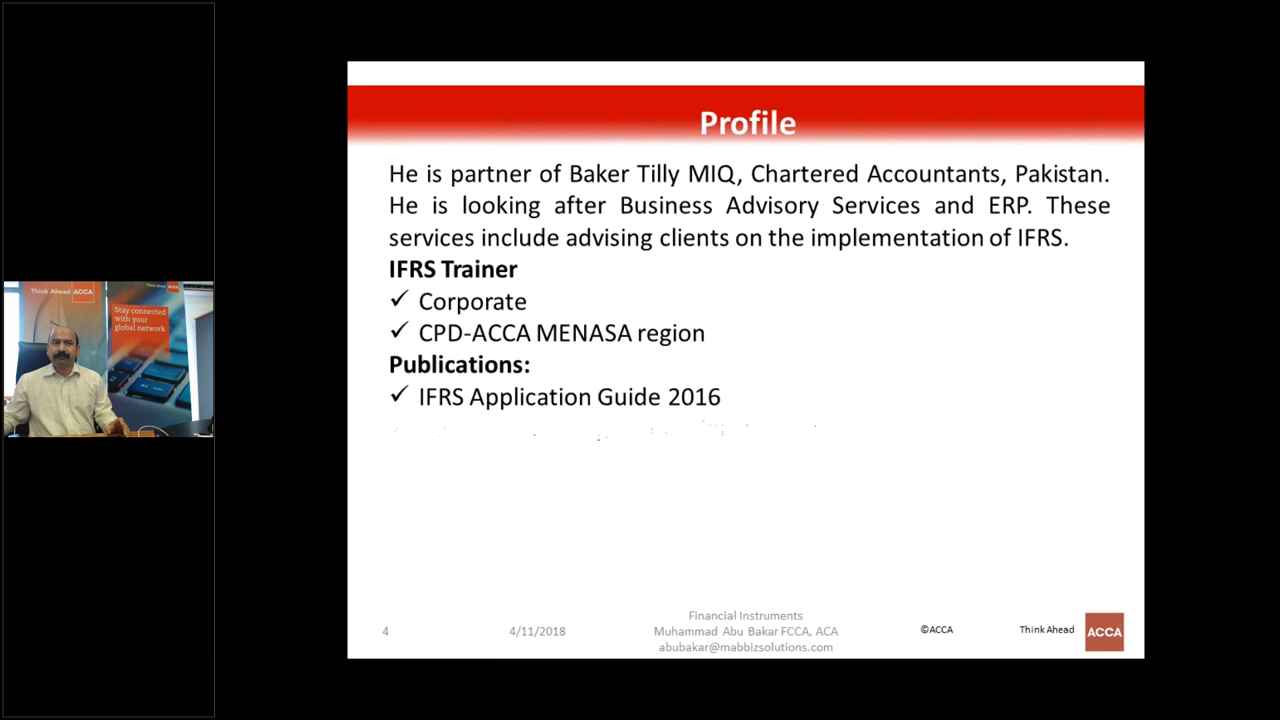 Think Ahead ACCA
Stay connected
with your
global network
Profile
He is partner of Baker Tilly MIQ, Chartered Accountants, Pakistan.
He is looking after Business Advisory Services and ERP. These
services include advising clients on the implementation of IFRS.
IFRS Trainer
✓ Corporate
✓ CPD-ACCA MENASA region
Publications:
✓ IFRS Application Guide 2016
4
4/11/2018
Financial Instruments
Muhammad Abu Bakar FCCA, ACA
abubakar@mabbizsolutions.com
©ACCA
Think Ahead ACCA